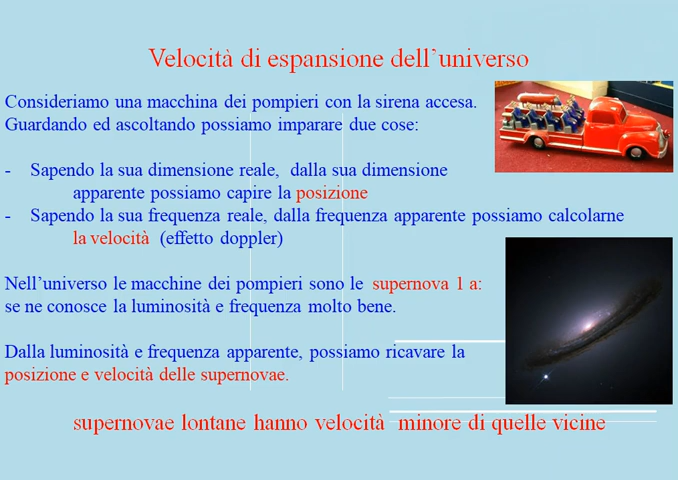 Velocità di espansione dell'universo
Consideriamo una macchina dei pompieri con la sirena accesa.
Guardando ed ascoltando possiamo imparare due cose:
- Sapendo la sua dimensione reale, dalla sua dimensione
apparente possiamo capire la posizione
- Sapendo la sua frequenza reale, dalla frequenza apparente possiamo calcolarne
la velocità (effetto doppler)
Nell'universo le macchine dei pompieri sono le supernova 1 a:
se ne conosce la luminosità e frequenza molto bene.
Dalla luminosità e frequenza apparente, possiamo ricavare la
posizione e velocità delle supernovae.
supernovae lontane hanno velocità minore di quelle vicine